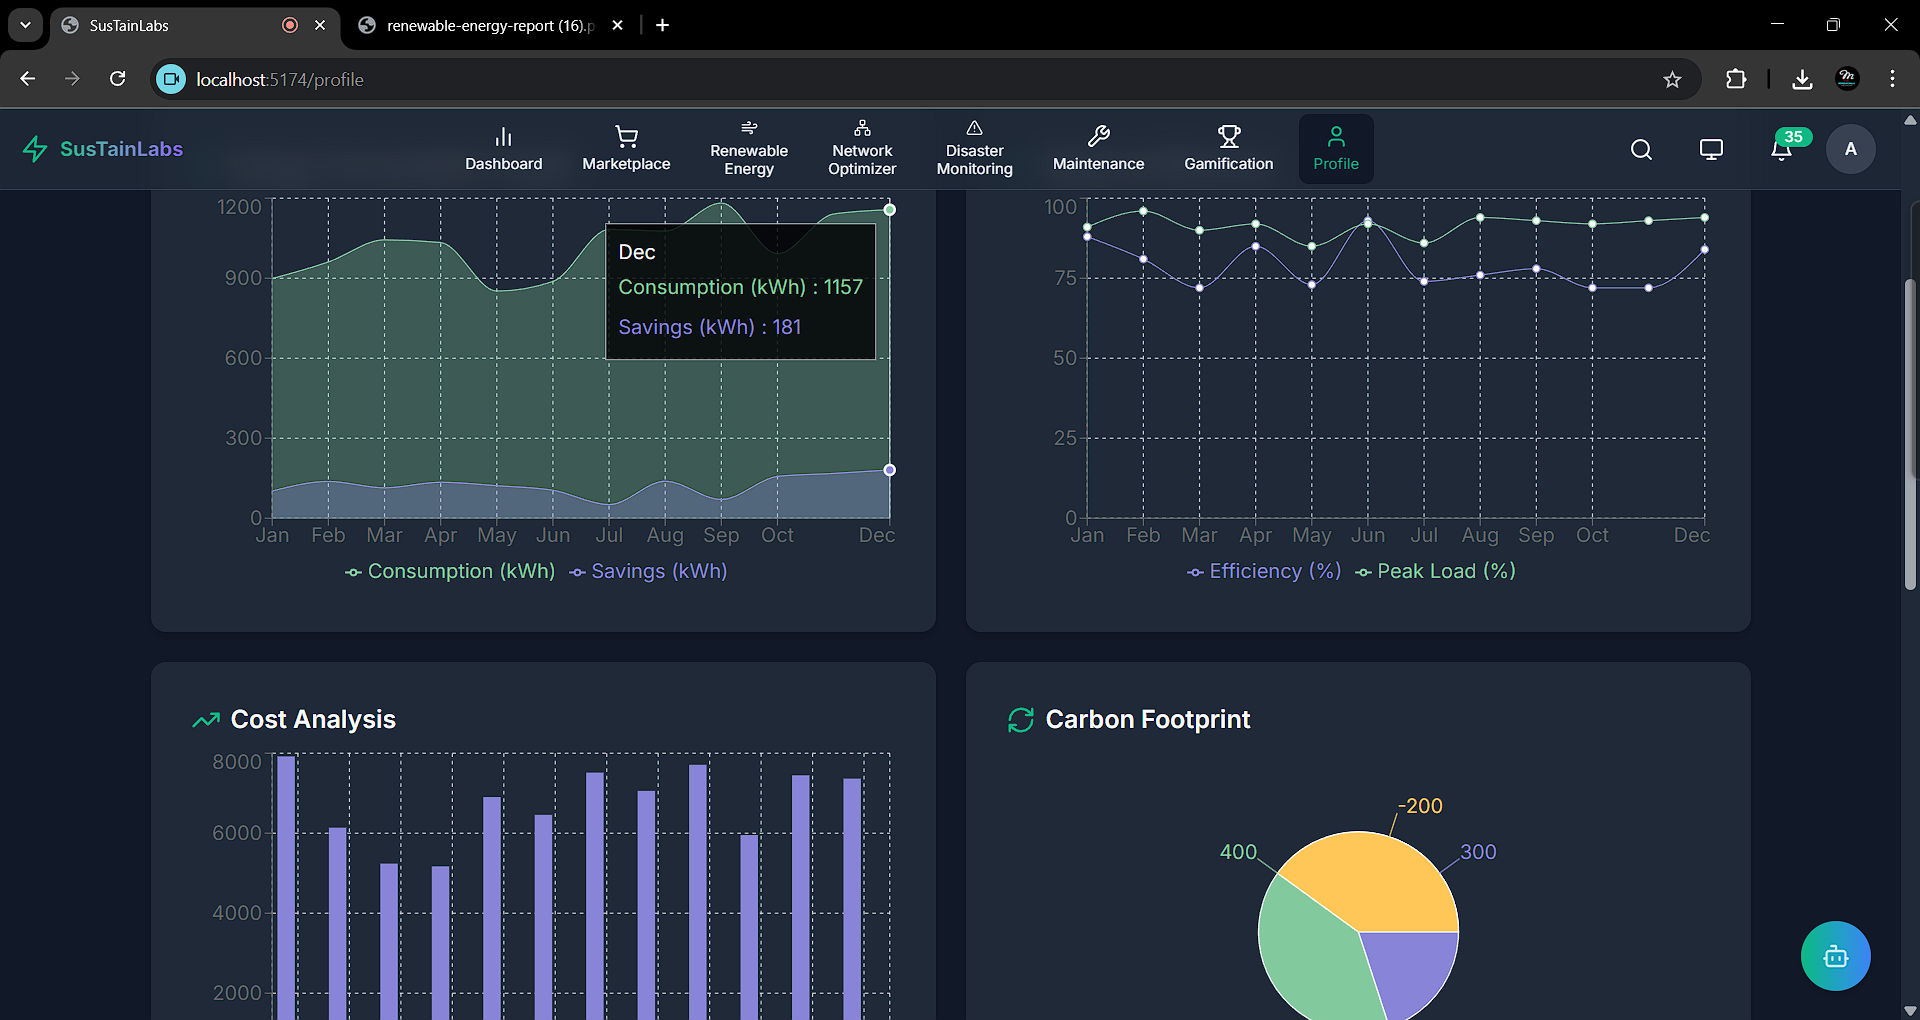 SusTainLabs
renewable-energy-report (16).p
localhost:5174/profile
SusTainLabs
Dashboard
Marketplace
Renewable
Energy
Network
Optimizer
Disaster
Monitoring
Maintenance
Gamification
Profile
35
A
1200
900
600
300
0
Jan Feb Mar Apr May Jun Jul Aug Sep Oct Dec
Dec
Consumption (kWh) : 1157
Savings (kWh) : 181
Consumption (kWh) Savings (kWh)
100
75
50
25
0
Jan Feb Mar Apr May Jun Jul Aug Sep Oct Dec
Efficiency (%) Peak Load (%)
Cost Analysis
8000
6000
4000
2000
Carbon Footprint
-200
400
300